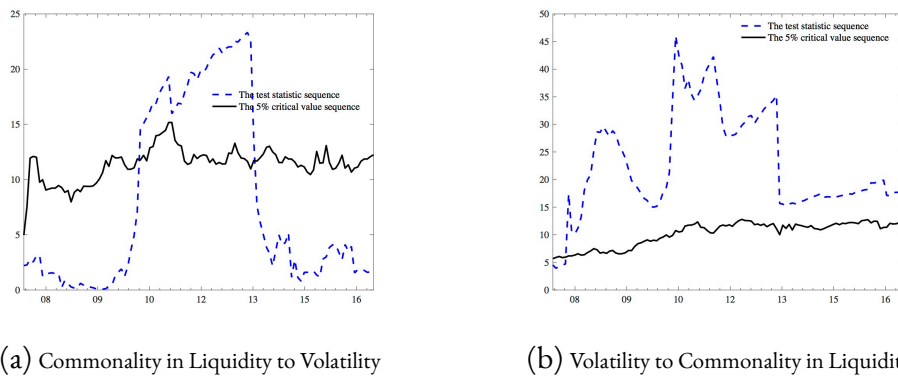 25
20
15
10
5
0
The test statistic sequence
The 5% critical value sequence
08 09 10 12 13 15 16
50
45
40
35
30
25
20
15
10
5
0
The test statistic sequence
The 5% critical value sequence
08 09 10 12 13 15 16
(a) Commonality in Liquidity to Volatility
(b) Volatility to Commonality in Liquidi